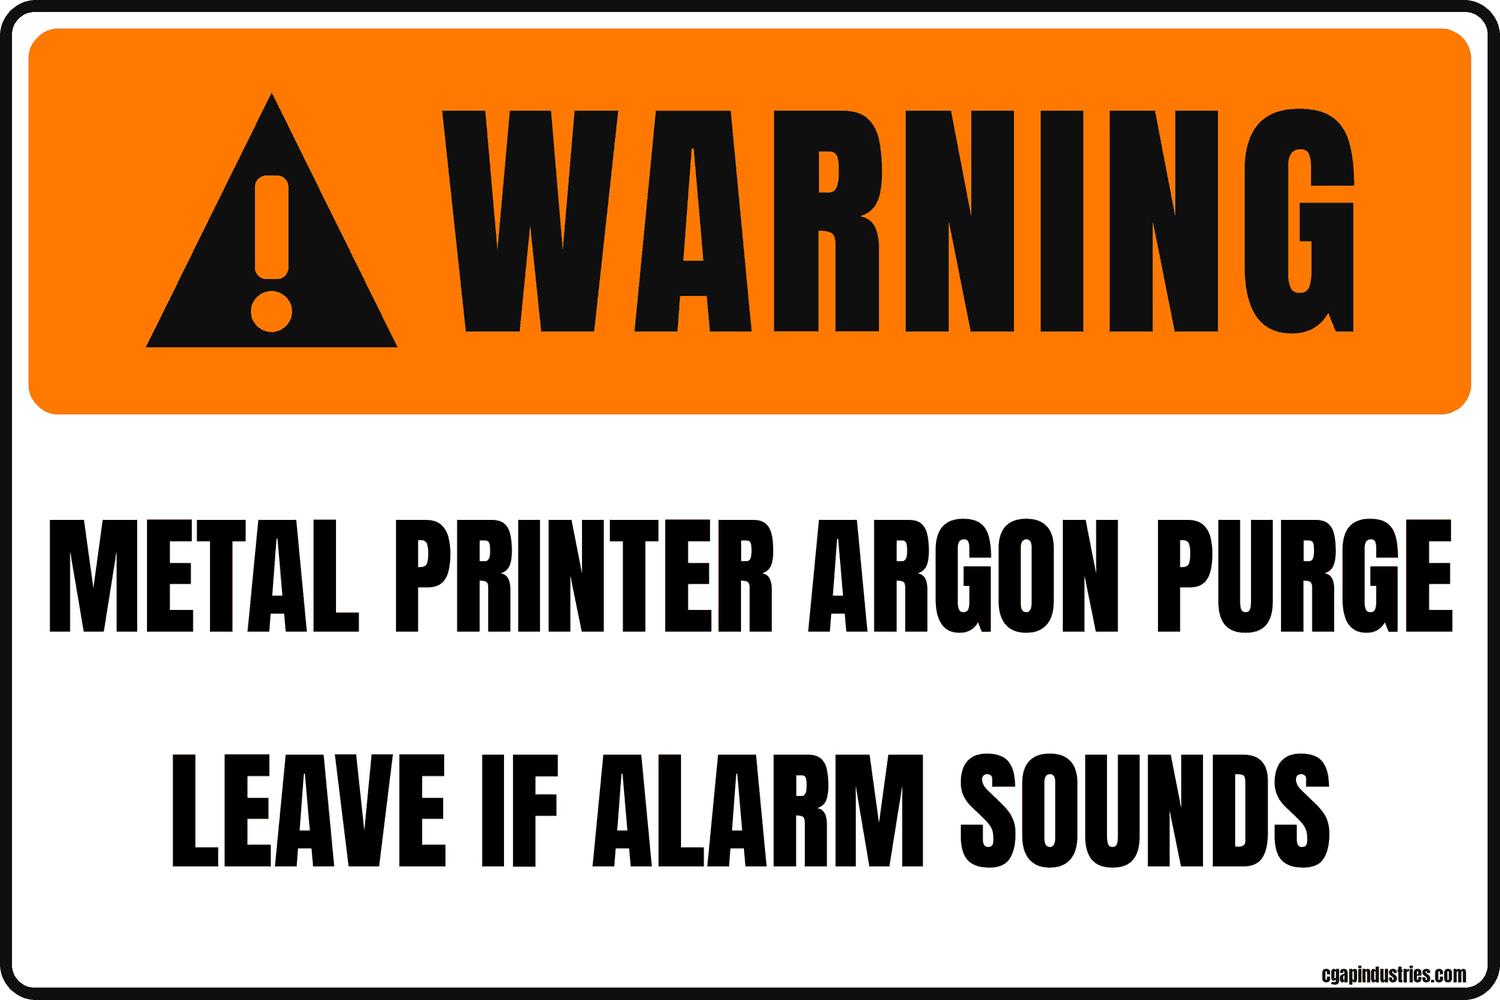 WARNING
METAL PRINTER ARGON PURGE
LEAVE IF ALARM SOUNDS
cgapindustries.com